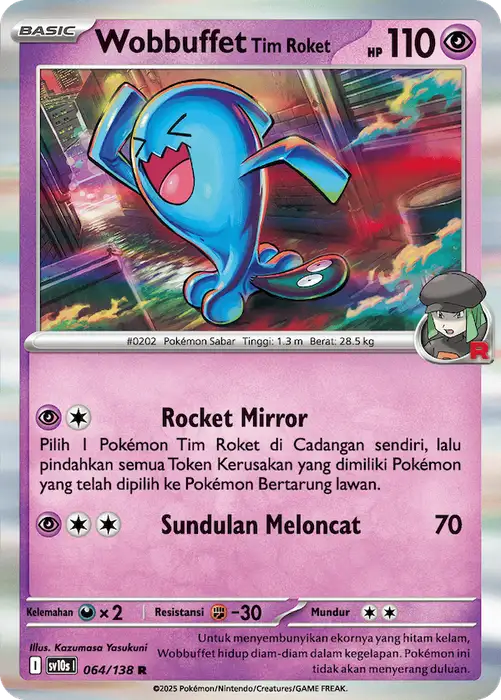 BASIC Wobbuffet Tim Roket HP 110
#0202 Pokémon Sabar Tinggi: 1.3 m Berat: 28.5 kg
R
Rocket Mirror
Pilih 1 Pokémon Tim Roket di Cadangan sendiri, lalu
pindahkan semua Token Kerusakan yang dimiliki Pokémon
yang telah dipilih ke Pokémon Bertarung lawan.
Sundulan Meloncat 70
Kelemahan ×2 Resistansi -30 Mundur
Illus. Kazumasa Yasukuni
I sv10s I 064/138 R
Untuk menyembunyikan ekornya yang hitam kelam,
Wobbuffet hidup diam-diam dalam kegelapan. Pokémon ini
tidak akan menyerang duluan.
©2025 Pokémon/Nintendo/Creatures/GAME FREAK.